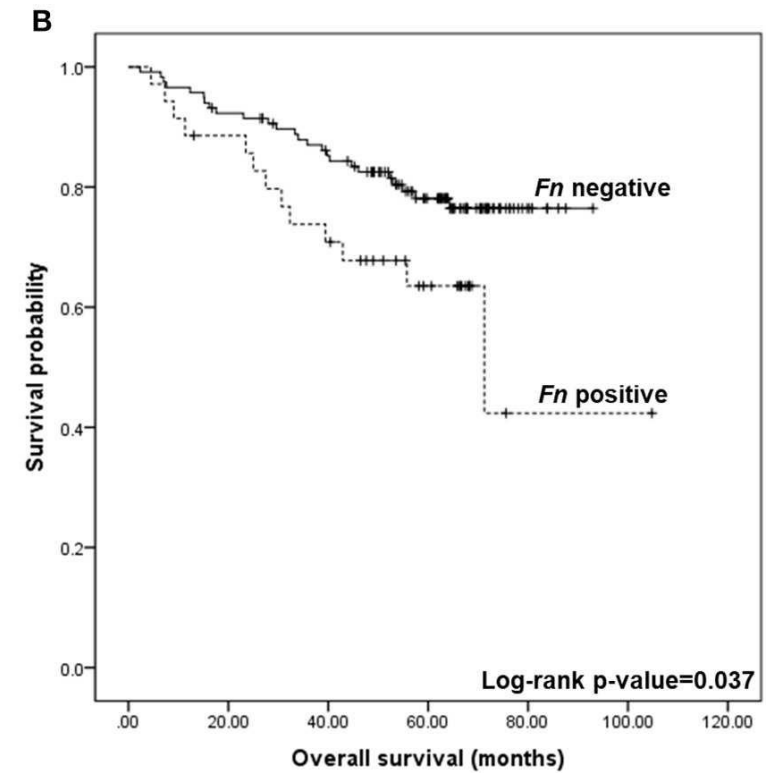 B
1.0
0.8
0.6
0.4
0.2
0.0
Survival probability
Fn negative
Fn positive
Log-rank p-value=0.037
.00 20.00 40.00 60.00 80.00 100.00 120.00
Overall survival (months)